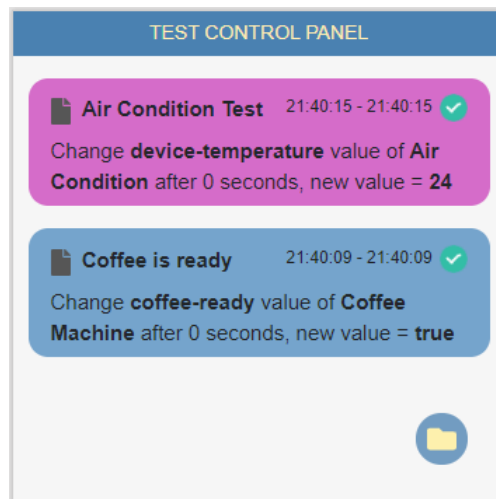 TEST CONTROL PANEL
Air Condition Test 21:40:15 - 21:40:15
Change device-temperature value of Air
Condition after 0 seconds, new value = 24
Coffee is ready 21:40:09 - 21:40:09
Change coffee-ready value of Coffee
Machine after 0 seconds, new value = true